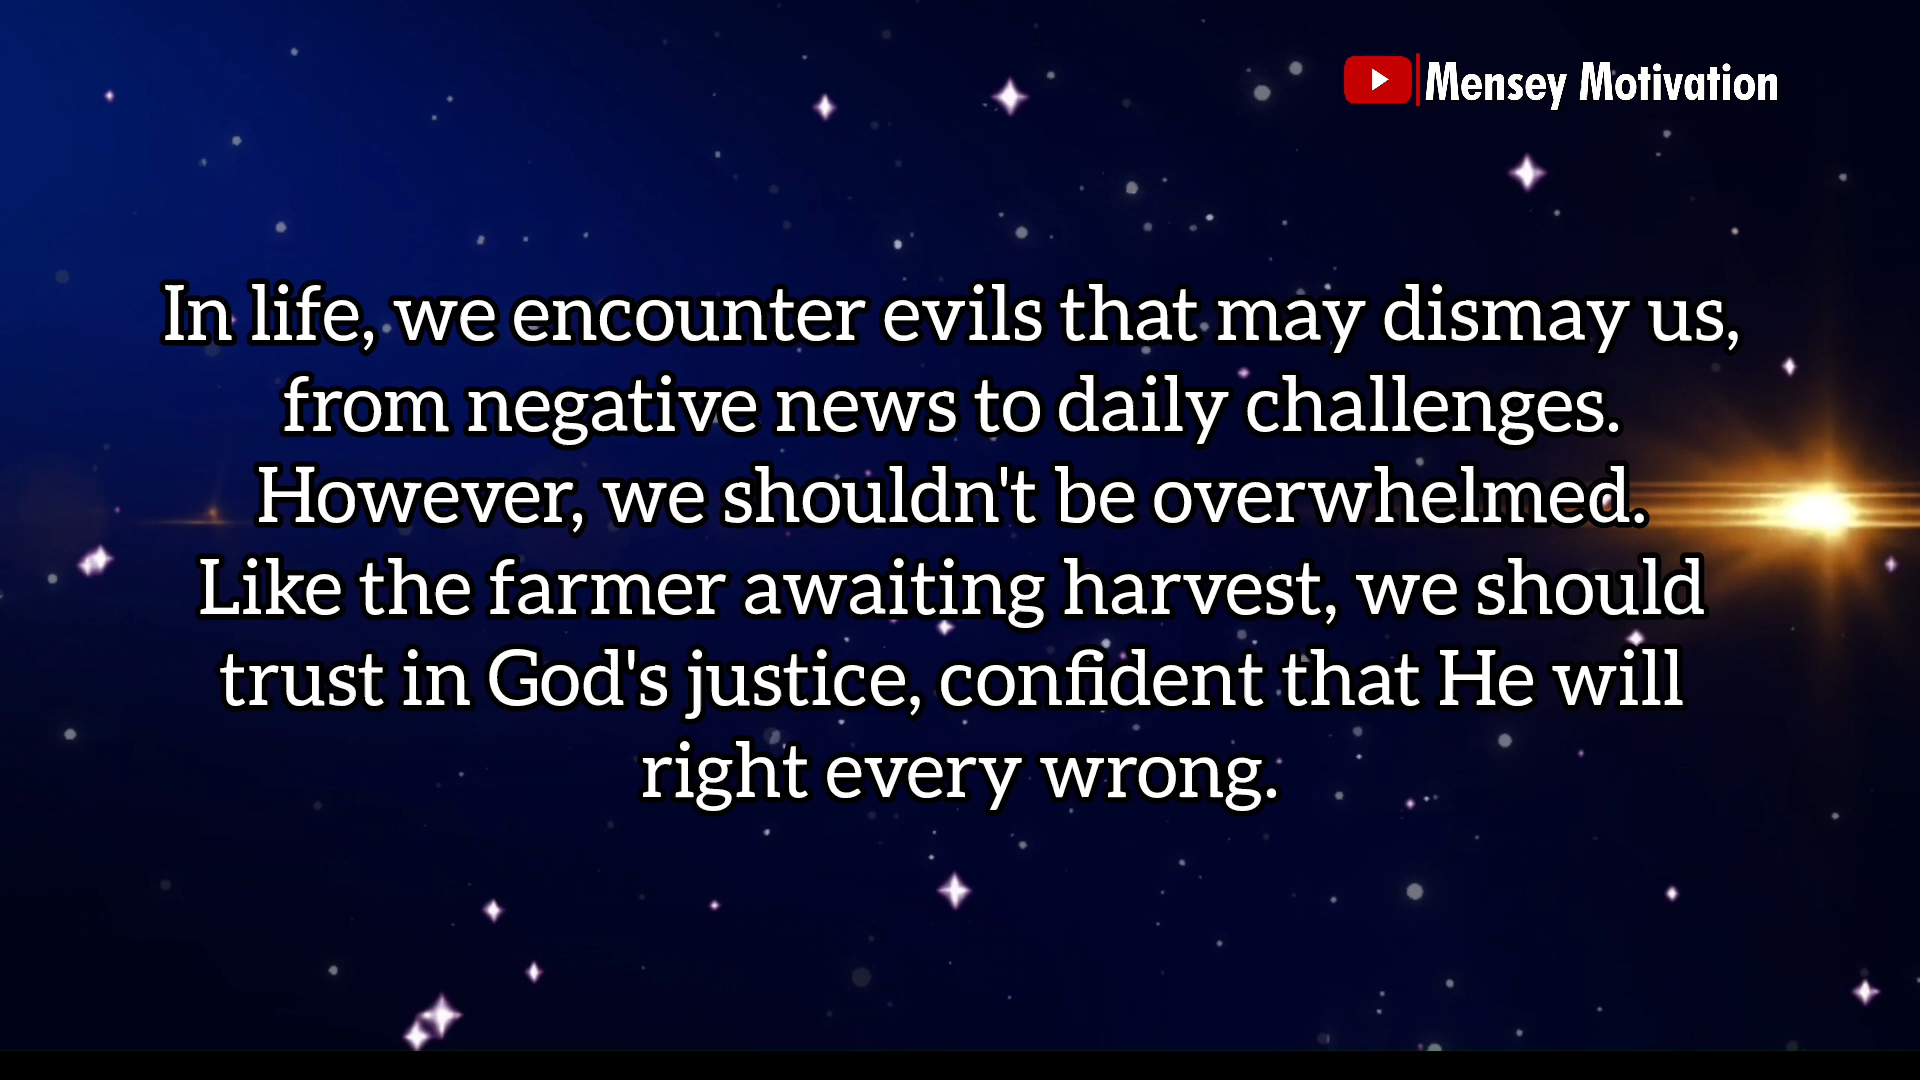 Mensey Motivation
In life, we encounter evils that may dismay us,
from negative news to daily challenges.
However, we shouldn't be overwhelmed.
Like the farmer awaiting harvest, we should
trust in God's justice, confident that He will
right every wrong.